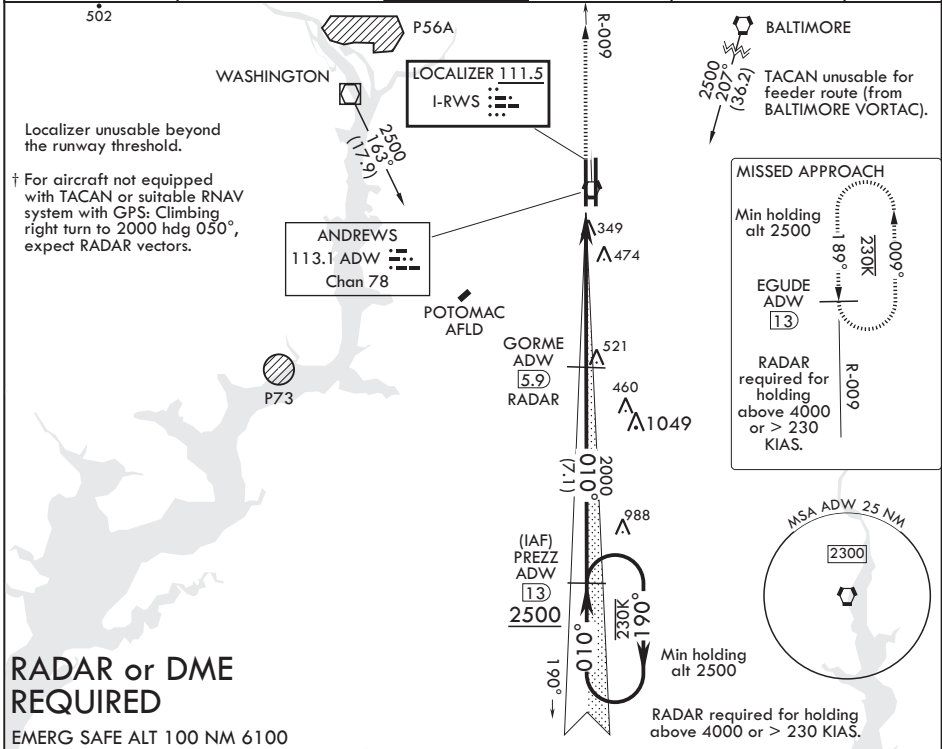 502
P56A
R-009
BALTIMORE
WASHINGTON
LOCALIZER 111.5
I-RWS
2500
207°
(36.2)
TACAN unusable for
feeder route (from
BALTIMORE VORTAC).
Localizer unusable beyond
the runway threshold.
2500
163°
(17.9)
† For aircraft not equipped
with TACAN or suitable RNAV
system with GPS: Climbing
right turn to 2000 hdg 050°,
expect RADAR vectors.
MISSED APPROACH
Min holding
alt 2500
189°
230K
009°
EGUDE
ADW
13
R-009
RADAR
required for
holding
above 4000
or > 230
KIAS.
ANDREWS
113.1 ADW
Chan 78
349
474
POTOMAC
AFLD
GORME
ADW
5.9
RADAR
521
P73
460
1049
2000
010°
(7.1)
988
MSA ADW 25 NM
2300
(IAF)
PREZZ
ADW
13
2500
010°
230K
190°
190°
Min holding
alt 2500
RADAR required for holding
above 4000 or > 230 KIAS.
RADAR or DME
REQUIRED
EMERG SAFE ALT 100 NM 6100